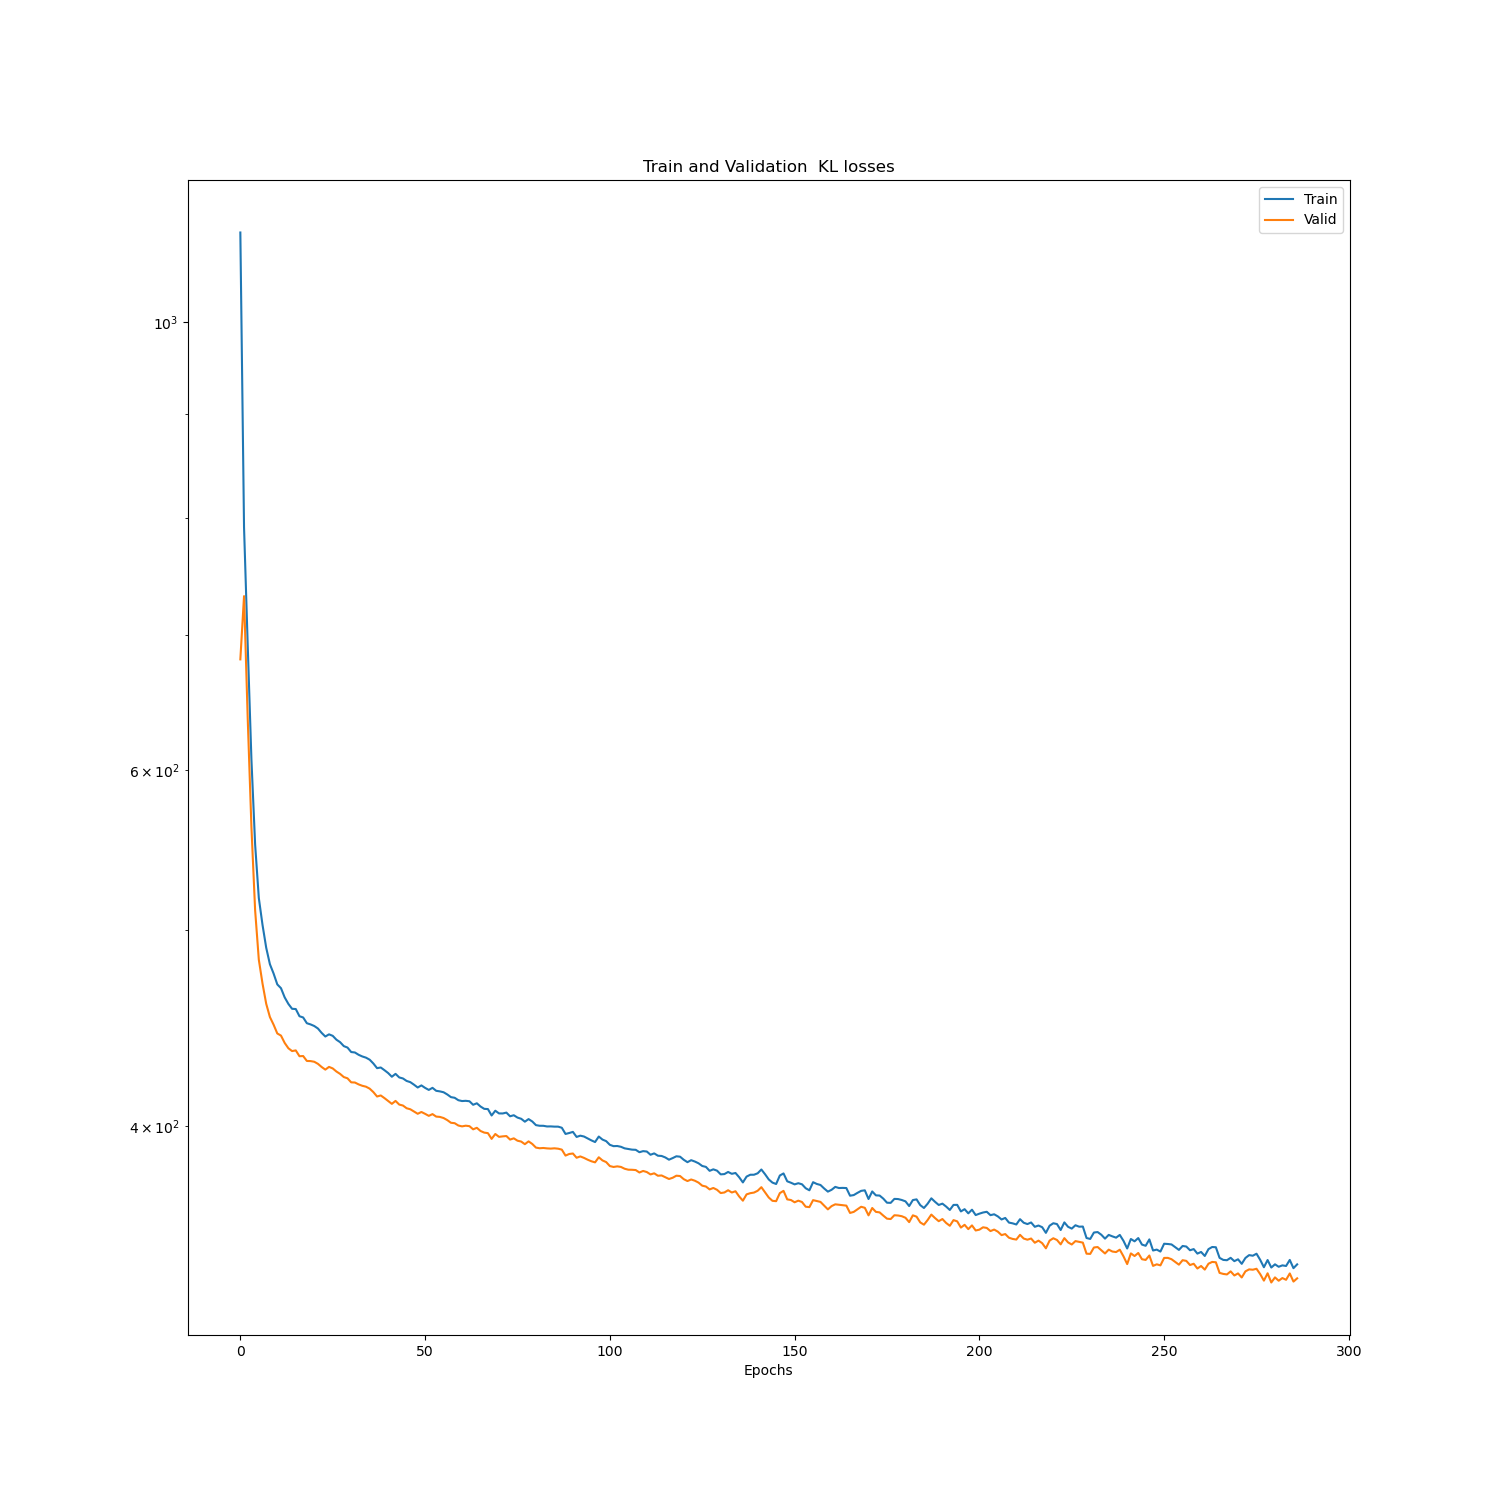 Train and Validation  KL losses
Train
Valid
10³
6 × 10²
4 × 10²
0 50 100 150 200 250 300
Epochs